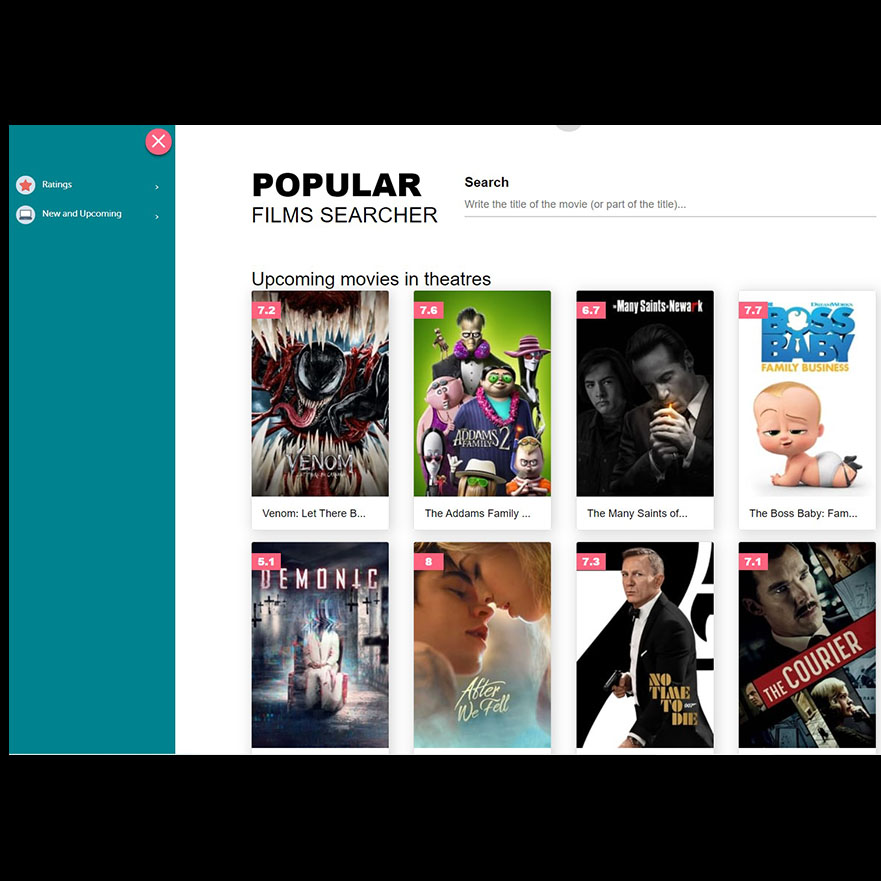 Ratings
New and Upcoming
POPULAR
FILMS SEARCHER
Search
Write the title of the movie (or part of the title)...
Upcoming movies in theatres
7.2
VENOM
Venom: Let There B...
7.6
THE ADDAMS FAMILY 2
The Addams Family ...
6.7
Many Saints of Newark
The Many Saints of...
7.7
DREAMWORKS
BOSS
BABY
FAMILY BUSINESS
The Boss Baby: Fam...
5.1
DEMONIC
8
After
We Fell
7.3
NO
TIME
TO 007
DIE
7.1
THE COURIER